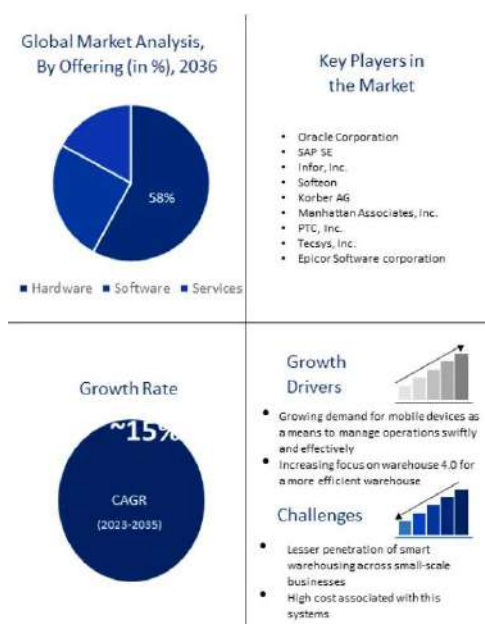 Global Market Analysis,
By Offering (in %), 2036
58%
Hardware Software Services
Key Players in
the Market
Oracle Corporation
SAP SE
Infor, Inc.
Softeon
Korber AG
Manhattan Associates, Inc.
PTC, Inc.
Tecsys, Inc.
Epicor Software corporation
Growth Rate
~15%
CAGR
(2023-2035)
Growth
Drivers
Growing demand for mobile devices as
a means to manage operations swiftly
and effectively
Increasing focus on warehouse 4.0 for
a more efficient warehouse
Challenges
Lesser penetration of smart
warehousing across small-scale
businesses
High cost associated with this
systems